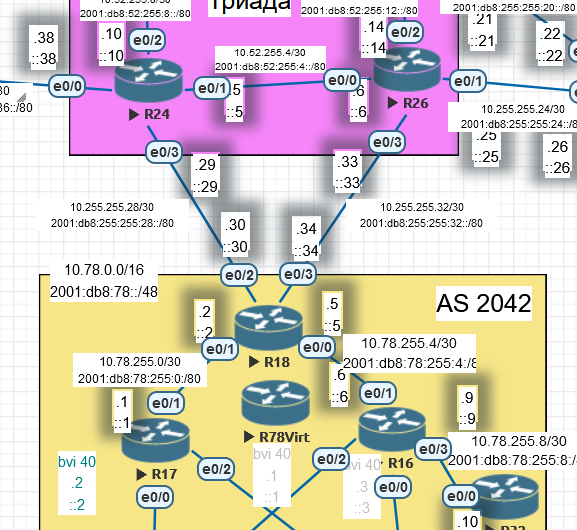 Триада
2001:db8:52:255:8::/80
2001:db8:52:255:12::/80
10.255.255.20/30
2001:db8:255:255:20::/80
.38
::38
.10
::10
e0/2
.14
::14
e0/2
.21
::21
.22
::22
10.52.255.4/30
2001:db8:52:255:4::/80
e0/0
R24
e0/1
.5
::5
e0/0
.6
::6
R26
e0/1
10.255.255.24/30
2001:db8:255:255:24::/80
.25
::25
.26
::26
e0/3
e0/3
.29
::29
.33
::33
10.255.255.28/30
2001:db8:255:255:28::/80
10.255.255.32/30
2001:db8:255:255:32::/80
.30
::30
.34
::34
e0/2
e0/3
10.78.0.0/16
2001:db8:78::/48
AS 2042
.2
::2
e0/1
R18
.5
::5
e0/0
10.78.255.4/30
2001:db8:78:255:4:/8
10.78.255.0/30
2001:db8:78:255:0:/80
.6
::6
e0/1
.1
::1
e0/1
R78Virt
.9
::9
10.78.255.8/30
2001:db8:78:255:8:/
bvi 40
.2
::2
R17
e0/2
e0/0
bvi 40
.1
::1
e0/2
R16
bvi 40
.3
::3
e0/0
e0/3
e0/0
.10